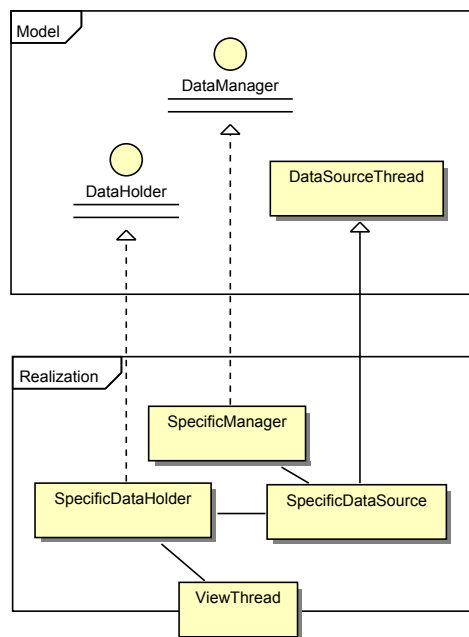 Model
DataManager
DataHolder
DataSourceThread
Realization
SpecificManager
SpecificDataHolder
SpecificDataSource
ViewThread